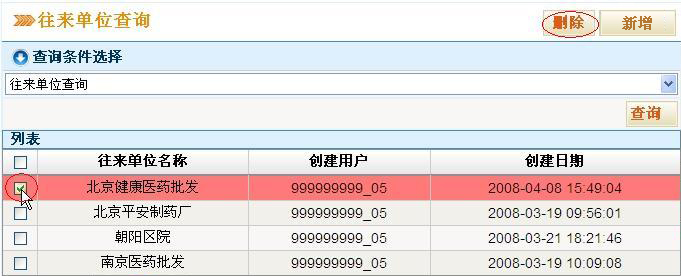 往来单位查询
删除 新增
查询条件选择
往来单位查询
查询
列表
往来单位名称 创建用户 创建日期
北京健康医药批发 999999999_05 2008-04-08 15:49:04
北京平安制药厂 999999999_05 2008-03-19 09:56:01
朝阳区院 999999999_05 2008-03-21 18:21:46
南京医药批发 999999999_05 2008-03-19 10:09:08